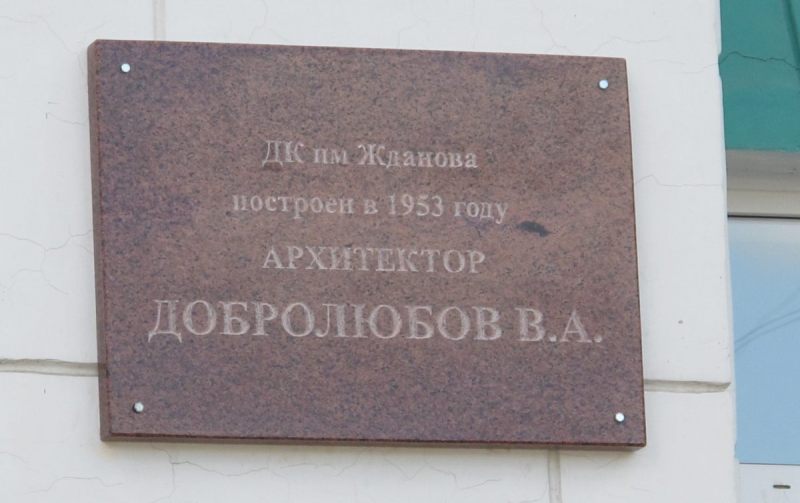 ДК им Жданова
построен в 1953 году
АРХИТЕКТОР
ДОБРОЛЮБОВ В.А.